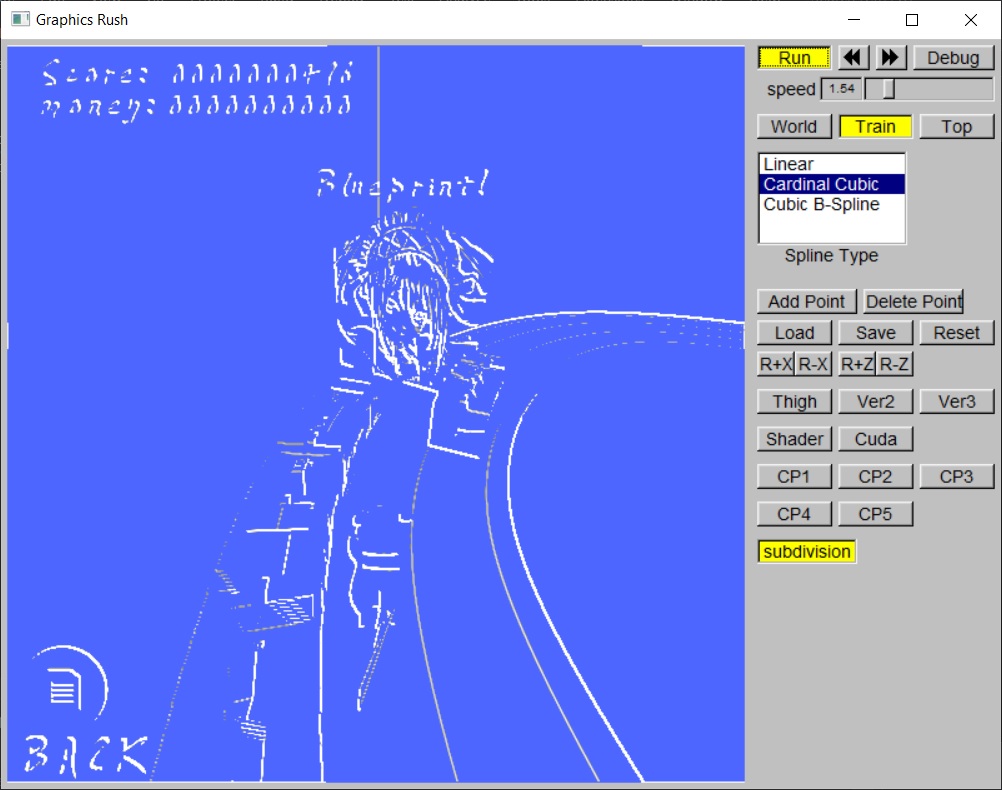 Graphics Rush
Score: 0000000476
money: 0000000000
Blueprint!
BACK
Run
Debug
speed 1.54
World Train Top
Linear
Cardinal Cubic
Cubic B-Spline
Spline Type
Add Point Delete Point
Load Save Reset
R+X R-X R+Z R-Z
Thigh Ver2 Ver3
Shader Cuda
CP1 CP2 CP3
CP4 CP5
subdivision